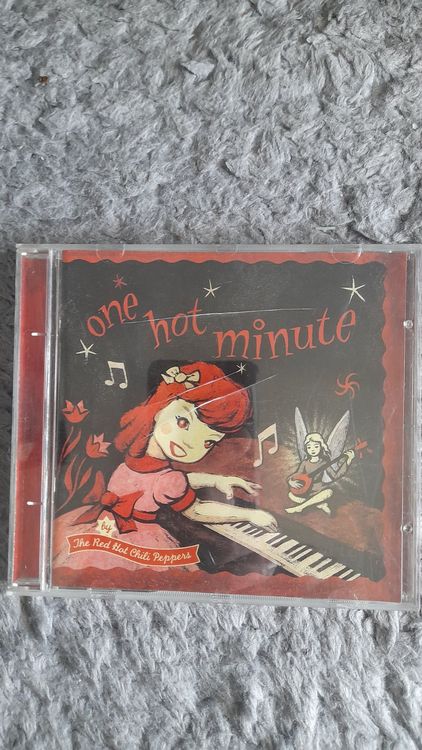 one hot minute
by
The Red Hot Chili Peppers